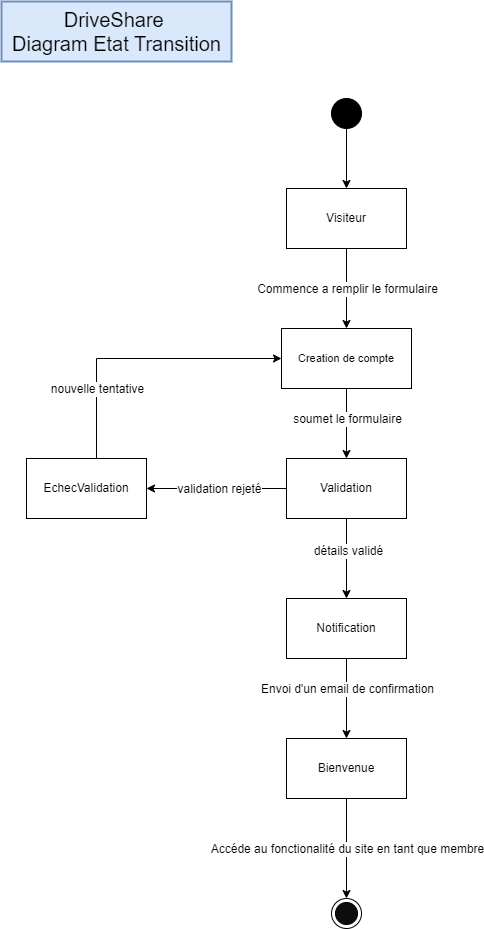 DriveShare
Diagram Etat Transition
Visiteur
Commence a remplir le formulaire
Creation de compte
nouvelle tentative
soumet le formulaire
EchecValidation
validation rejeté
Validation
détails validé
Notification
Envoi d'un email de confirmation
Bienvenue
Accéde au fonctionalité du site en tant que membre